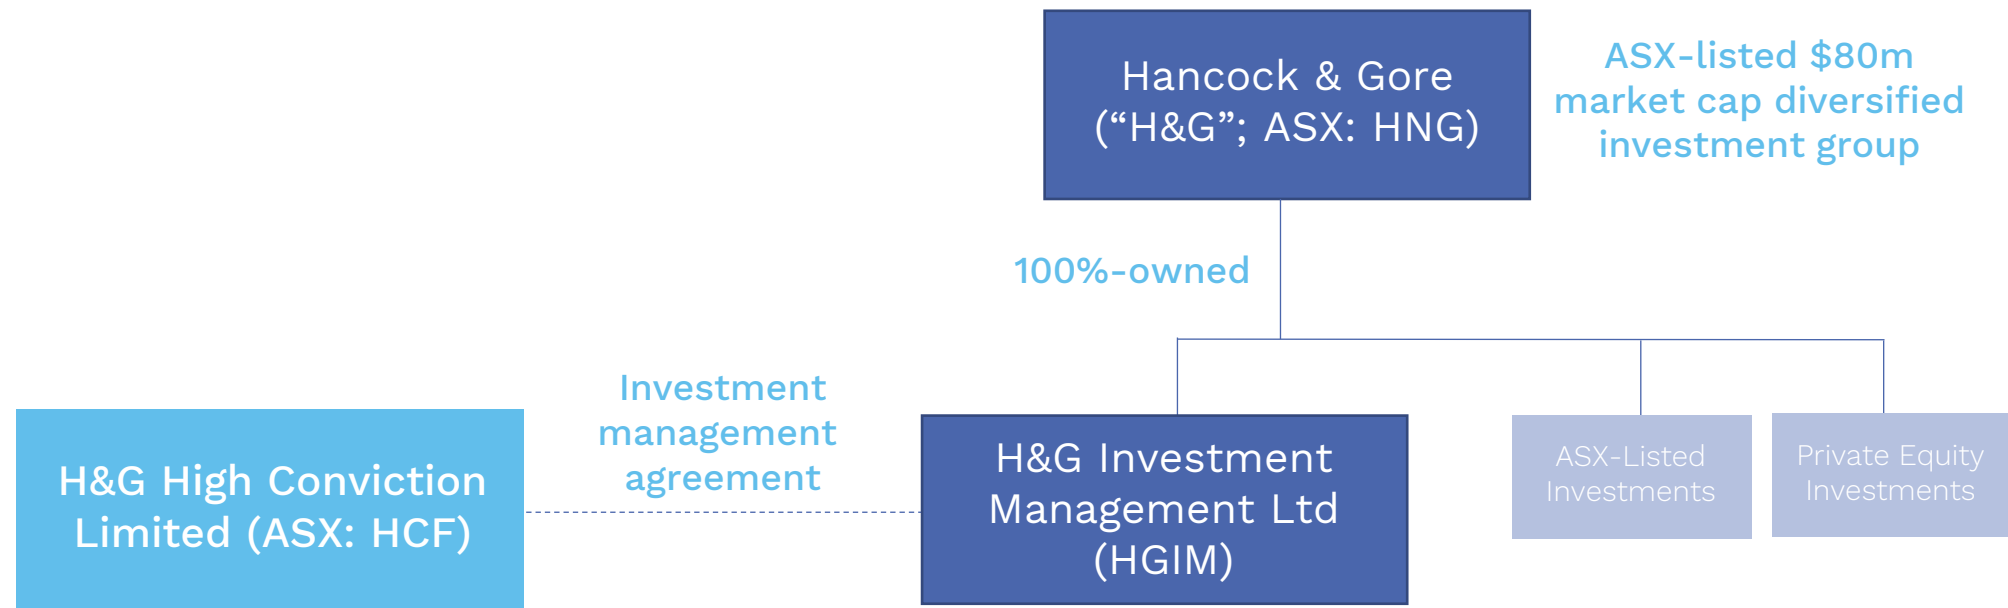 Hancock & Gore
(“H&G”; ASX: HNG)
ASX-listed $80m
market cap diversified
investment group
100%-owned
Investment
management
agreement
H&G High Conviction
Limited (ASX: HCF)
H&G Investment
Management Ltd
(HGIM)
ASX-Listed
Investments
Private Equity
Investments